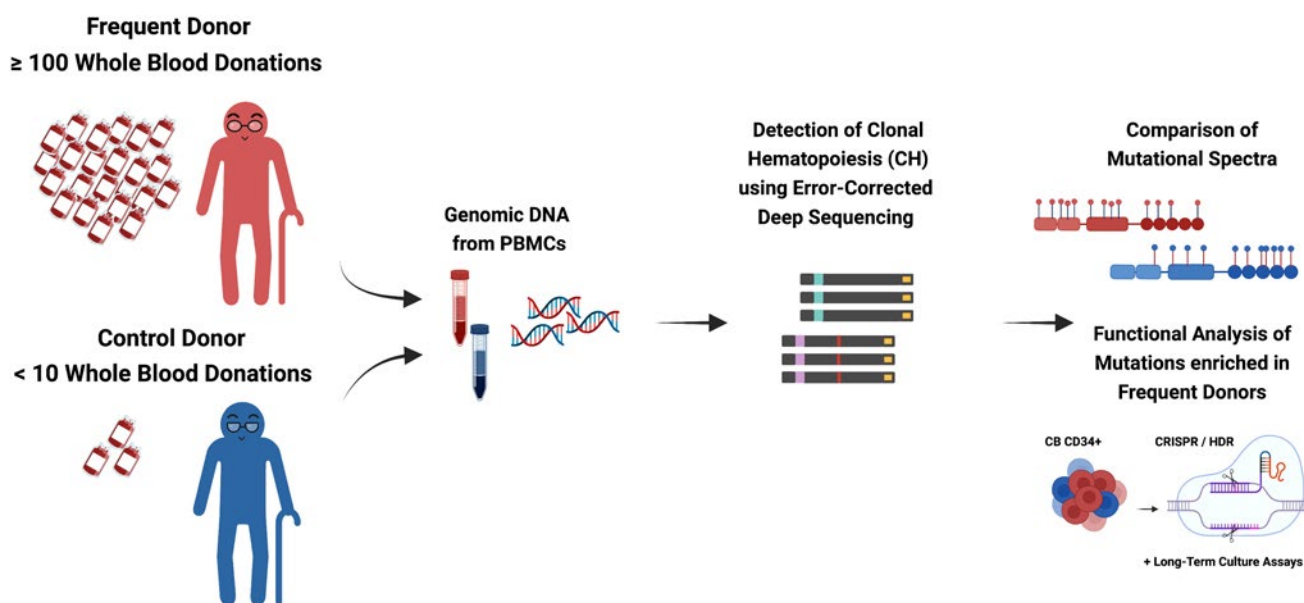 Frequent Donor
≥ 100 Whole Blood Donations
Control Donor
< 10 Whole Blood Donations
Genomic DNA
from PBMCs
Detection of Clonal
Hematopoiesis (CH)
using Error-Corrected
Deep Sequencing
Comparison of
Mutational Spectra
Functional Analysis of
Mutations enriched in
Frequent Donors
CB CD34+
CRISPR / HDR
+ Long-Term Culture Assays